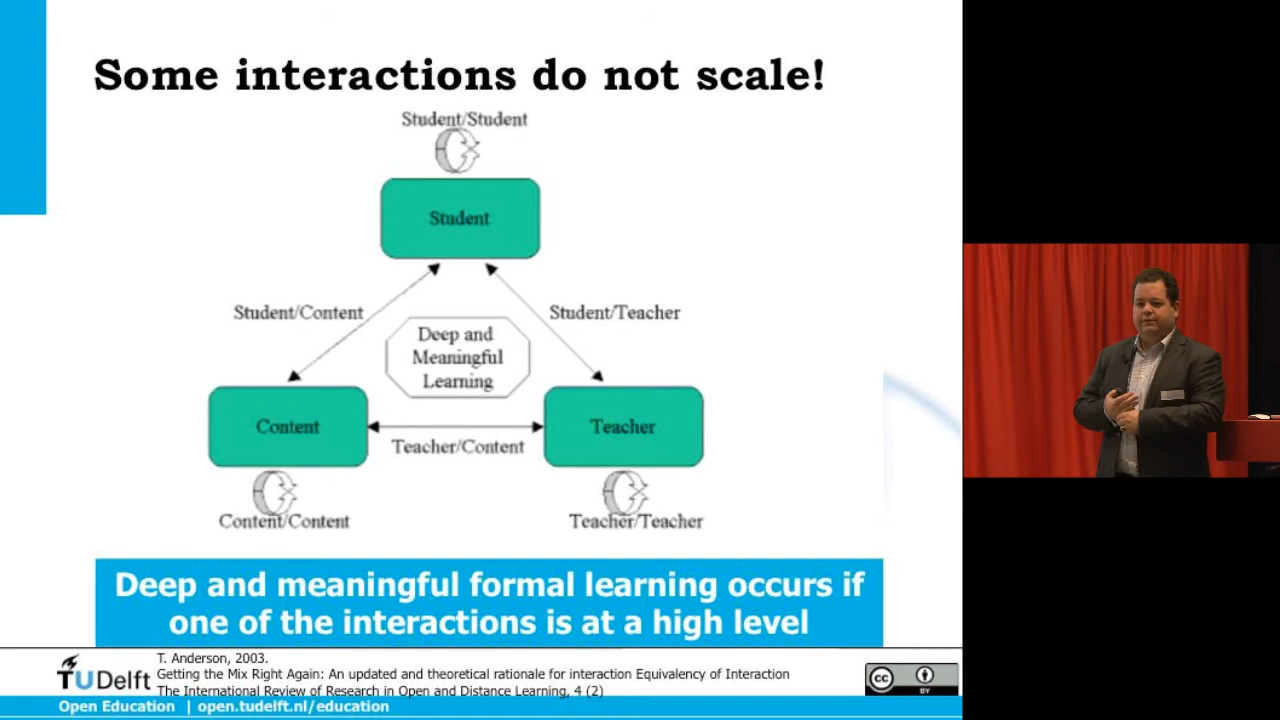 Some interactions do not scale!
Student/Student
Student
Student/Content
Student/Teacher
Deep and
Meaningful
Learning
Content
Teacher
Teacher/Content
Content/Content
Teacher/Teacher
Deep and meaningful formal learning occurs if
one of the interactions is at a high level
T. Anderson, 2003.
Getting the Mix Right Again: An updated and theoretical rationale for interaction Equivalency of Interaction
The International Review of Research in Open and Distance Learning, 4 (2)
TUDelft
cc
BY
Open Education | open.tudelft.nl/education